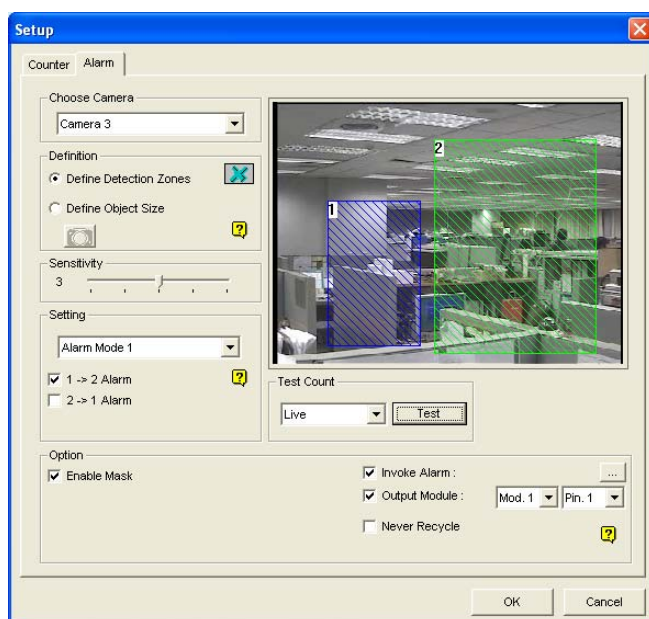 Setup
Counter
Alarm
Choose Camera
Camera 3
Definition
Define Detection Zones
Define Object Size
?
Sensitivity
3
Setting
Alarm Mode 1
1 -> 2 Alarm
?
2 -> 1 Alarm
1
2
Test Count
Live
Test
Option
Enable Mask
Invoke Alarm :
...
Output Module :
Mod. 1
Pin. 1
Never Recycle
?
OK
Cancel